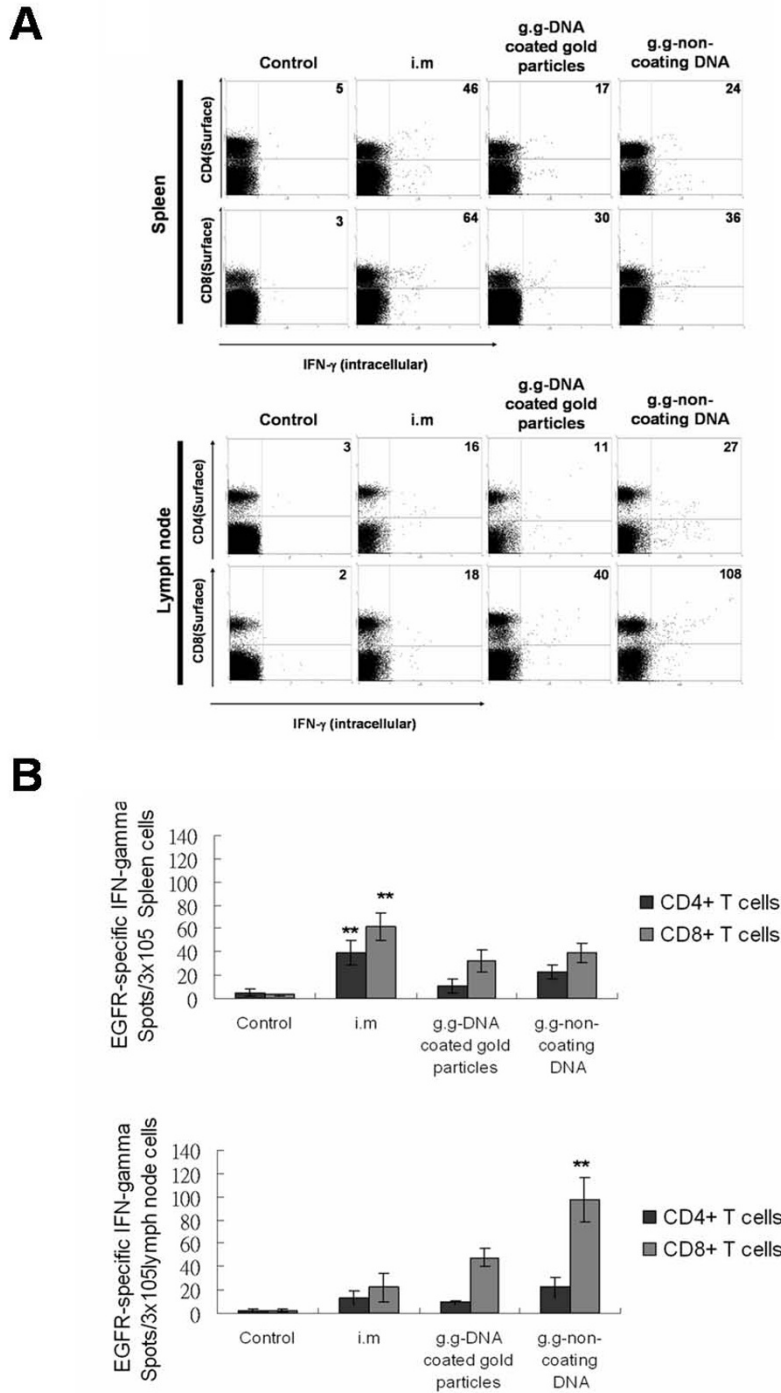 A
Control
i.m
g.g-DNA
coated gold
particles
g.g-non-
coating DNA
Spleen
CD4(Surface)
5
46
17
24
CD8(Surface)
3
64
30
36
IFN-γ (intracellular)
Control
i.m
g.g-DNA
coated gold
particles
g.g-non-
coating DNA
Lymph node
CD4(Surface)
3
16
11
27
CD8(Surface)
2
18
40
108
IFN-γ (intracellular)
B
EGFR-specific IFN-gamma
Spots/3x105 Spleen cells
140
120
100
80
60
40
20
0
**
**
CD4+ T cells
CD8+ T cells
Control
i.m
g.g-DNA
coated gold
particles
g.g-non-
coating
DNA
EGFR-specific IFN-gamma
Spots/3x105lymph node cells
140
120
100
80
60
40
20
0
**
CD4+ T cells
CD8+ T cells
Control
i.m
g.g-DNA
coated gold
particles
g.g-non-
coating
DNA